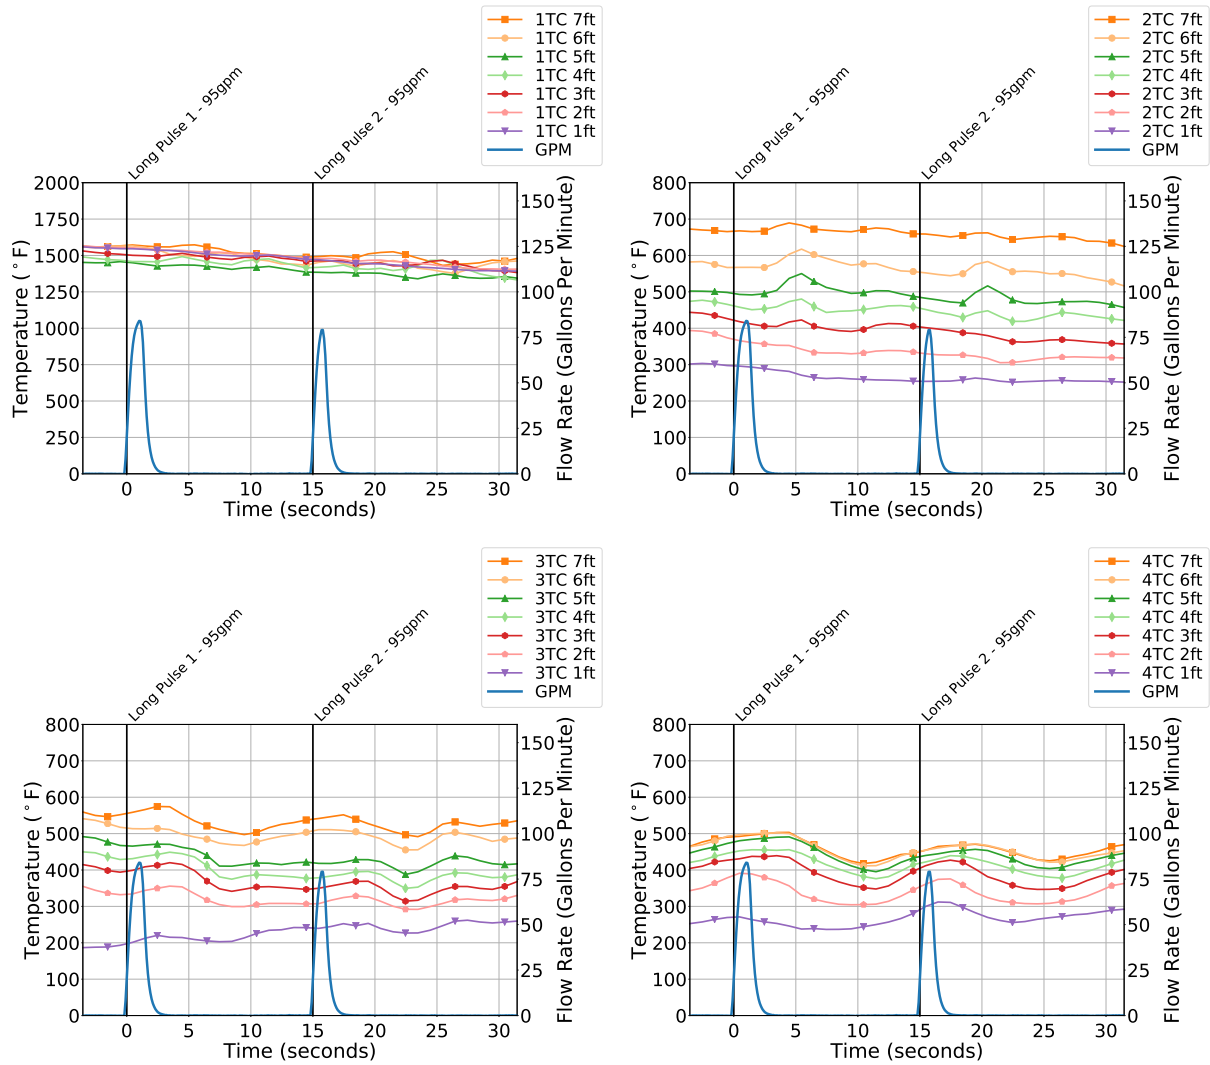 1TC 7ft
1TC 6ft
1TC 5ft
1TC 4ft
1TC 3ft
1TC 2ft
1TC 1ft
GPM
Long Pulse 1 - 95gpm
Long Pulse 2 - 95gpm
2000
1750
1500
1250
1000
750
500
250
0
Temperature (°F)
150
125
100
75
50
25
0
Flow Rate (Gallons Per Minute)
0 5 10 15 20 25 30
Time (seconds)
2TC 7ft
2TC 6ft
2TC 5ft
2TC 4ft
2TC 3ft
2TC 2ft
2TC 1ft
GPM
Long Pulse 1 - 95gpm
Long Pulse 2 - 95gpm
800
700
600
500
400
300
200
100
0
Temperature (°F)
150
125
100
75
50
25
0
Flow Rate (Gallons Per Minute)
0 5 10 15 20 25 30
Time (seconds)
3TC 7ft
3TC 6ft
3TC 5ft
3TC 4ft
3TC 3ft
3TC 2ft
3TC 1ft
GPM
Long Pulse 1 - 95gpm
Long Pulse 2 - 95gpm
800
700
600
500
400
300
200
100
0
Temperature (°F)
150
125
100
75
50
25
0
Flow Rate (Gallons Per Minute)
0 5 10 15 20 25 30
Time (seconds)
4TC 7ft
4TC 6ft
4TC 5ft
4TC 4ft
4TC 3ft
4TC 2ft
4TC 1ft
GPM
Long Pulse 1 - 95gpm
Long Pulse 2 - 95gpm
800
700
600
500
400
300
200
100
0
Temperature (°F)
150
125
100
75
50
25
0
Flow Rate (Gallons Per Minute)
0 5 10 15 20 25 30
Time (seconds)